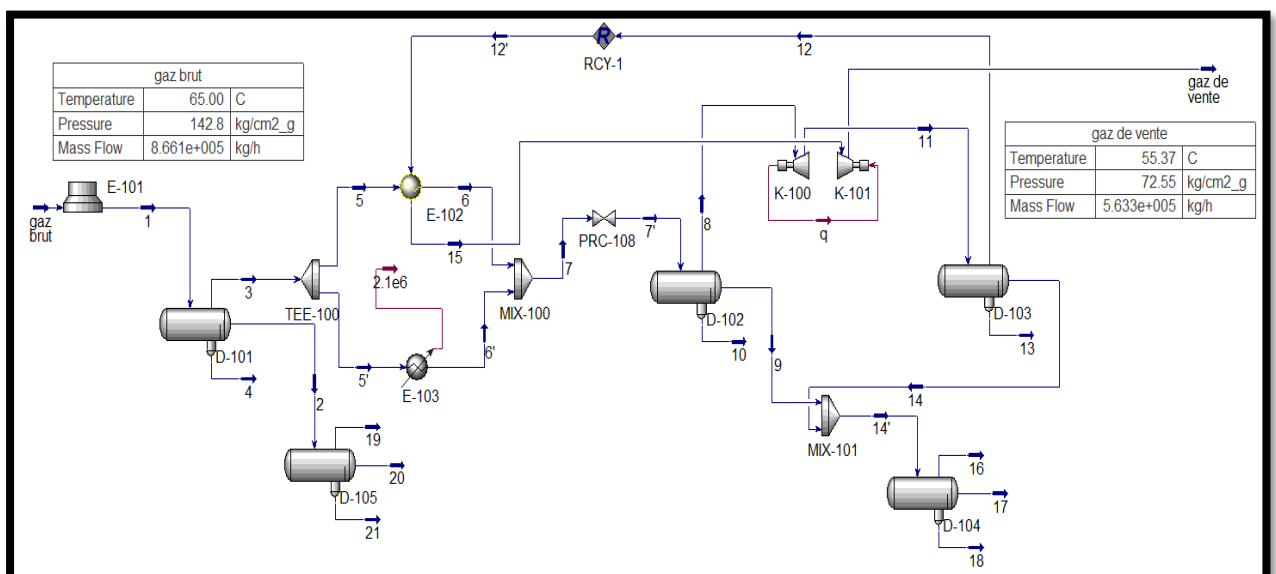 12'
R
RCY-1
12
gaz brut
Temperature 65.00 C
Pressure 142.8 kg/cm2_g
Mass Flow 8.661e+005 kg/h
gaz de
vente
gaz de vente
Temperature 55.37 C
Pressure 72.55 kg/cm2_g
Mass Flow 5.633e+005 kg/h
E-101
gaz
brut
1
5
E-102
6
15
8
K-100
K-101
q
11
PRC-108
7
7'
3
TEE-100
2.1e6
MIX-100
D-101
4
2
5'
E-103
6'
D-102
10
9
D-103
13
14
MIX-101
14'
19
20
D-105
21
16
17
D-104
18